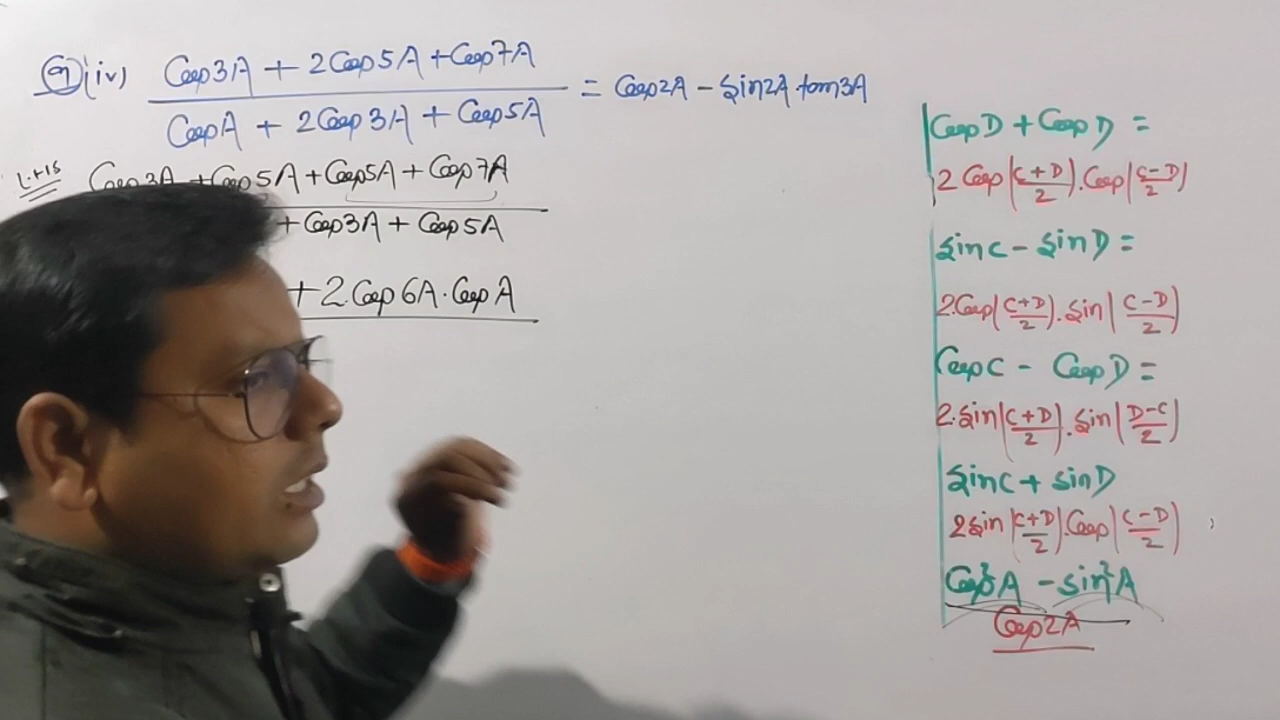 Q (iv) Cos3A + 2Cos5A + Cos7A
CosA + 2Cos3A + Cos5A
= Cos2A - sin2A tan3A
L.H.S Cos3A + Cos5A + Cos5A + Cos7A
+ Cos3A + Cos5A
+ 2.Cos6A.CosA
CosD + CosD =
2Cos(C+D/2).Cos(C-D/2)
sinc - sinD =
2.Cos(C+D/2).sin(C-D/2)
CosC - CosD =
2.sin(C+D/2).sin(D-C/2)
sinC + sinD
2sin(C+D/2).Cos(C-D/2)
Cos²A - sin²A
Cos2A